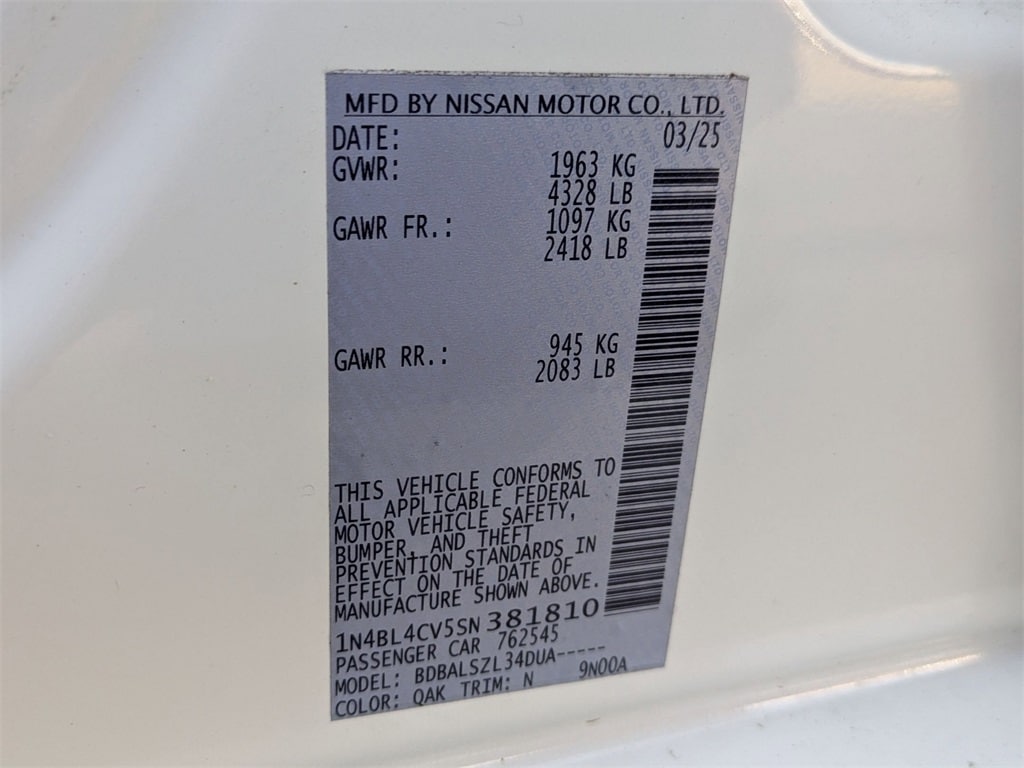 MFD BY NISSAN MOTOR CO., LTD.
DATE: 03/25
GVWR: 1963 KG
4328 LB
GAWR FR.: 1097 KG
2418 LB
GAWR RR.: 945 KG
2083 LB
THIS VEHICLE CONFORMS TO
ALL APPLICABLE FEDERAL
MOTOR VEHICLE SAFETY,
BUMPER, AND THEFT
PREVENTION STANDARDS IN
EFFECT ON THE DATE OF
MANUFACTURE SHOWN ABOVE.
1N4BL4CV5SN381810
PASSENGER CAR 762545
MODEL: BDBALSZL34DUA-----
COLOR: QAK TRIM: N 9N00A